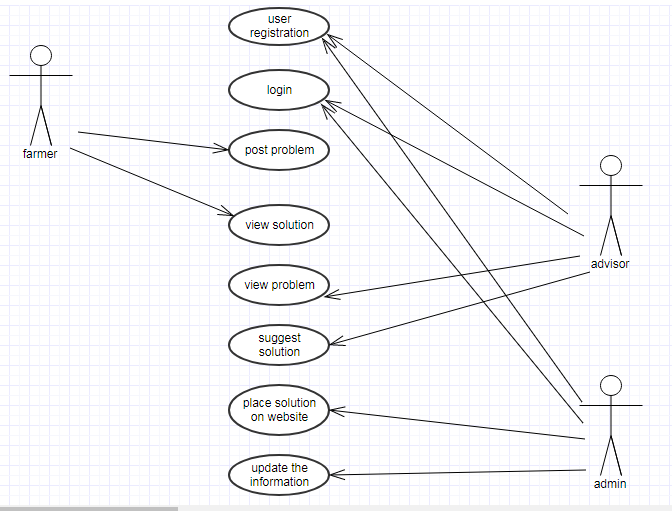 user
registration
login
farmer
post problem
view solution
advisor
view problem
suggest
solution
place solution
on website
update the
information
admin